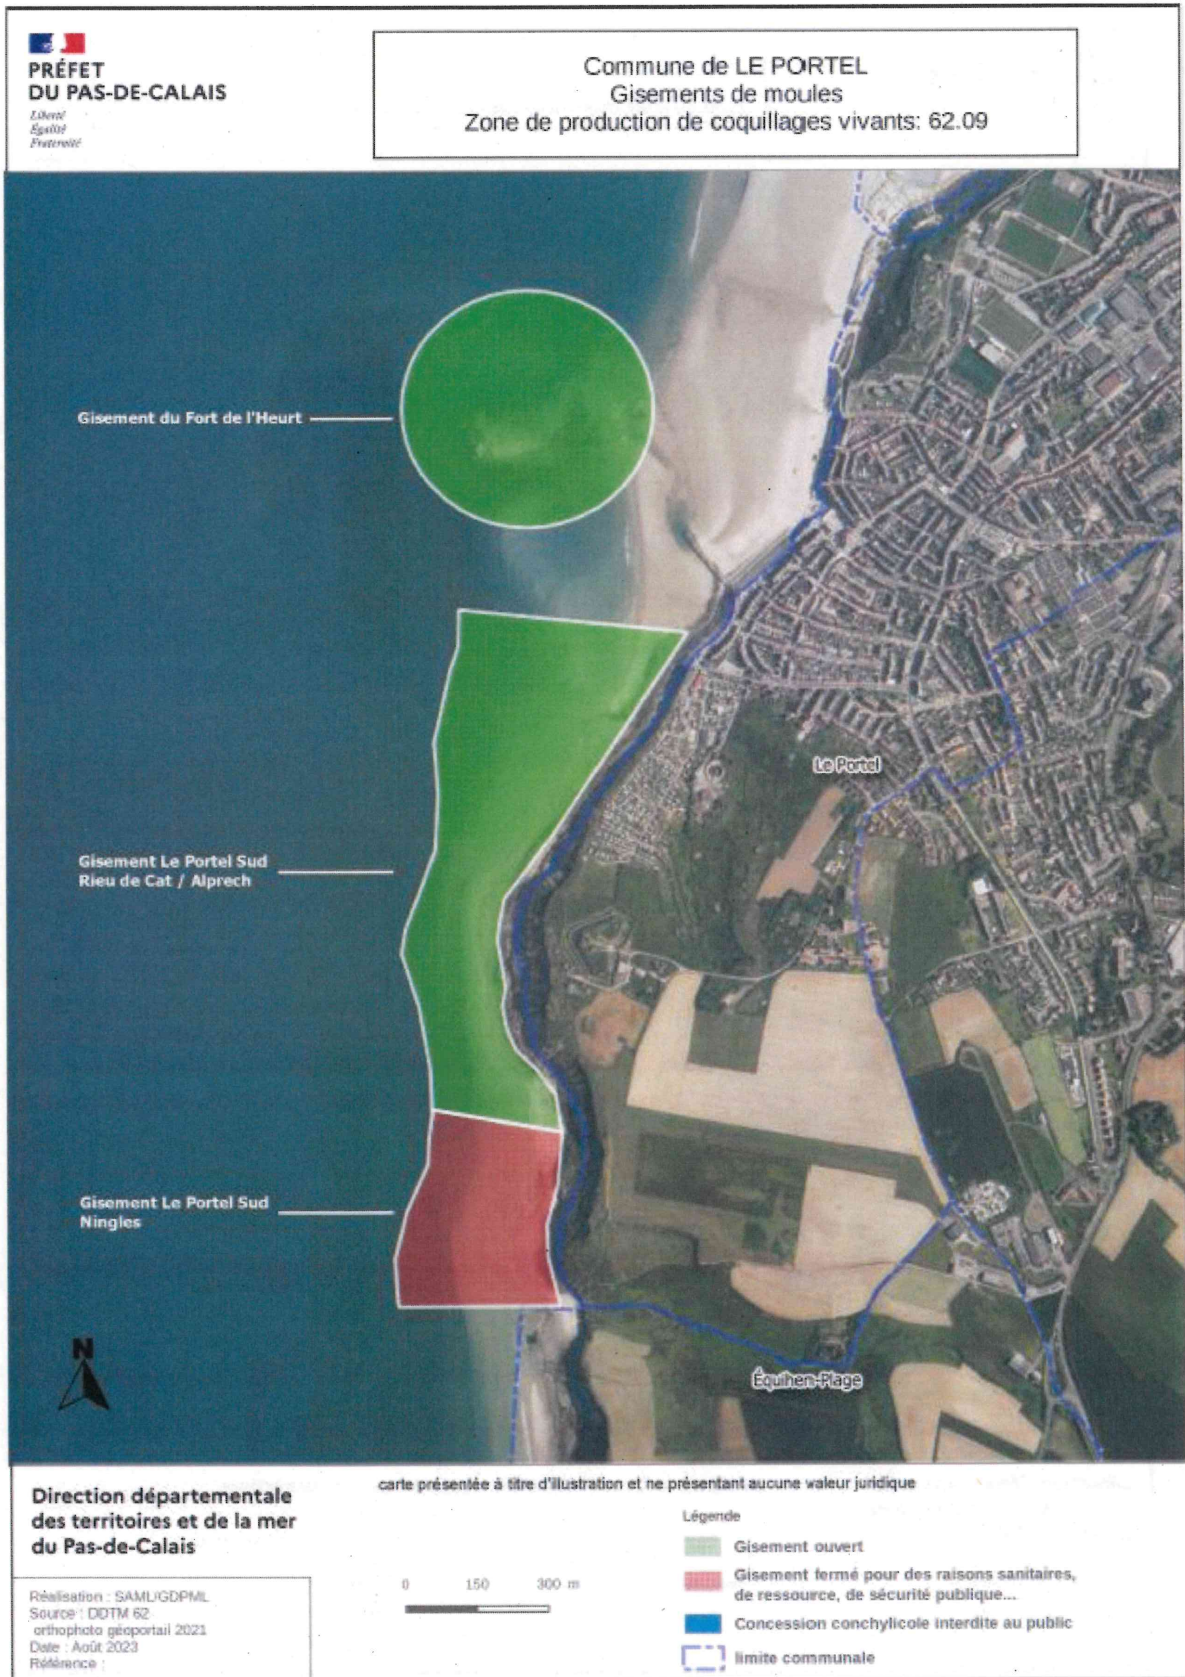 PRÉFET
DU PAS-DE-CALAIS
Liberté
Égalité
Fraternité
Commune de LE PORTEL
Gisements de moules
Zone de production de coquillages vivants: 62.09
Gisement du Fort de l'Heurt
Le Portel
Gisement Le Portel Sud
Rieu de Cat / Alprech
Gisement Le Portel Sud
Ningles
N
Équihen-Plage
carte présentée à titre d'illustration et ne présentant aucune waleur juridique
Direction départementale
des territoires et de la mer
du Pas-de-Calais
Réalisation : SAML/GDPML
Source : DDTM 62
orthophoto géoportail 2021
Date : Août 2023
Référence :
0 150 300 m
Légende
Gisement ouvert
Gisement fermé pour des raisons sanitaires,
de ressource, de sécurité publique...
Concession conchylicole interdite au public
limite communale